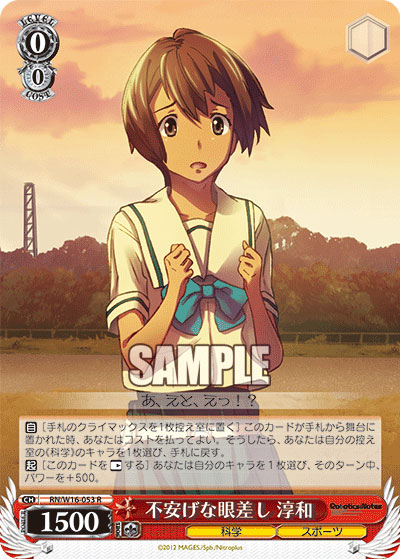 LEVEL
0
0
COST
SAMPLE
あ、えと、えっ!?
自 [手札のクライマックスを1枚控え室に置く] このカードが手札から舞台に
置かれた時、あなたはコストを払ってよい。そうしたら、あなたは自分の控え
室の《科学》のキャラを1枚選び、手札に戻す。
起 [このカードを する] あなたは自分のキャラを1枚選び、そのターン中、
パワーを+500。
CH RN/W16-053 R
Robotics;Notes
1500
不安げな眼差し 淳和
科学 スポーツ
©2012 MAGES./5pb./Nitroplus